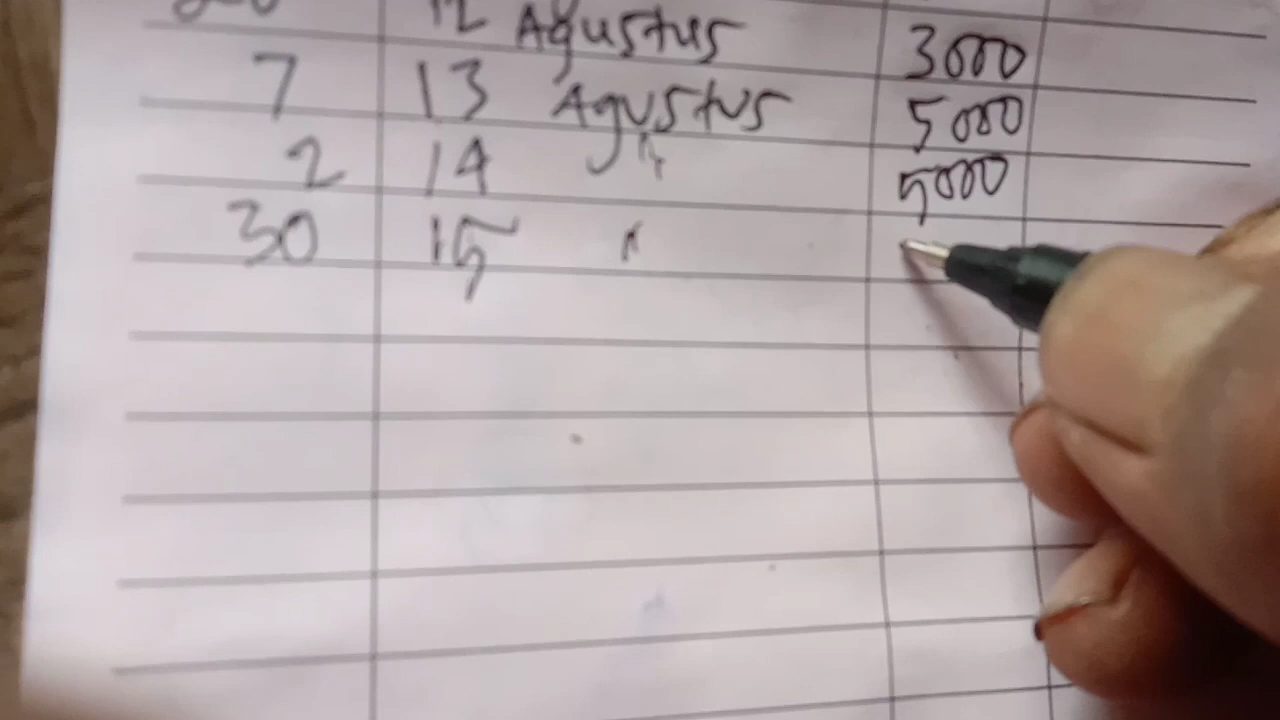 12 Agustus 3000
7 13 Agustus 5000
2 14 " 5000
30 15 "